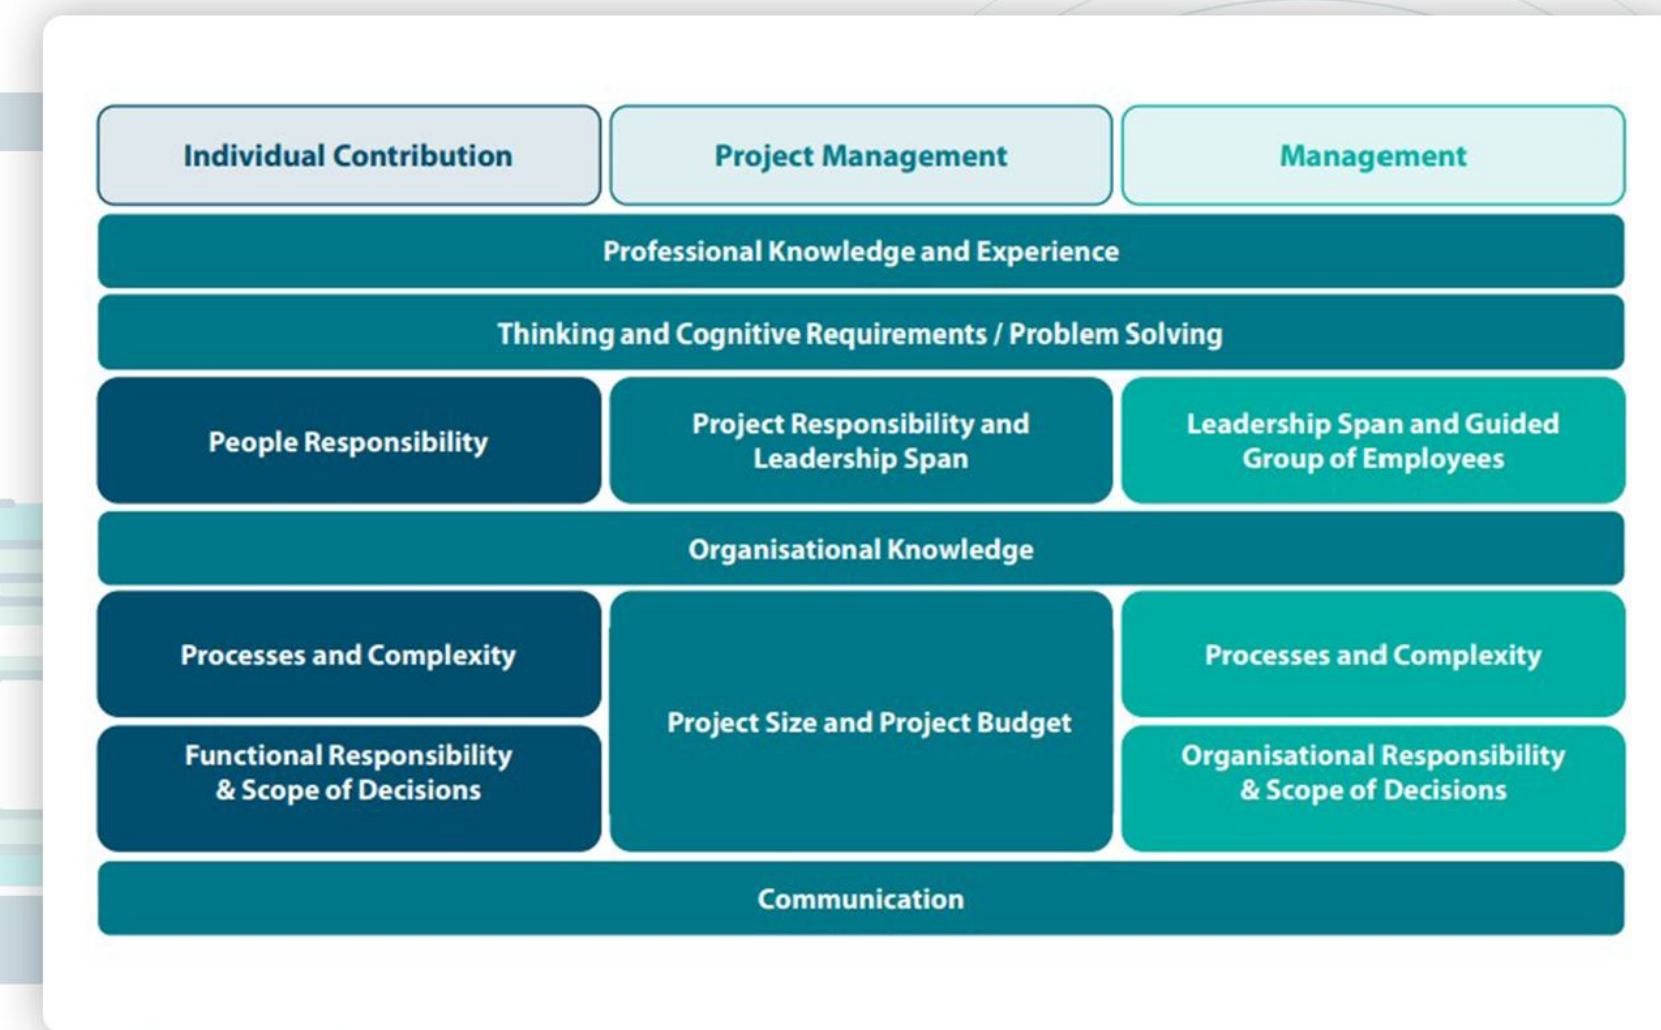 Individual Contribution
Project Management
Management
Professional Knowledge and Experience
Thinking and Cognitive Requirements / Problem Solving
People Responsibility
Project Responsibility and
Leadership Span
Leadership Span and Guided
Group of Employees
Organisational Knowledge
Processes and Complexity
Project Size and Project Budget
Processes and Complexity
Functional Responsibility
& Scope of Decisions
Organisational Responsibility
& Scope of Decisions
Communication